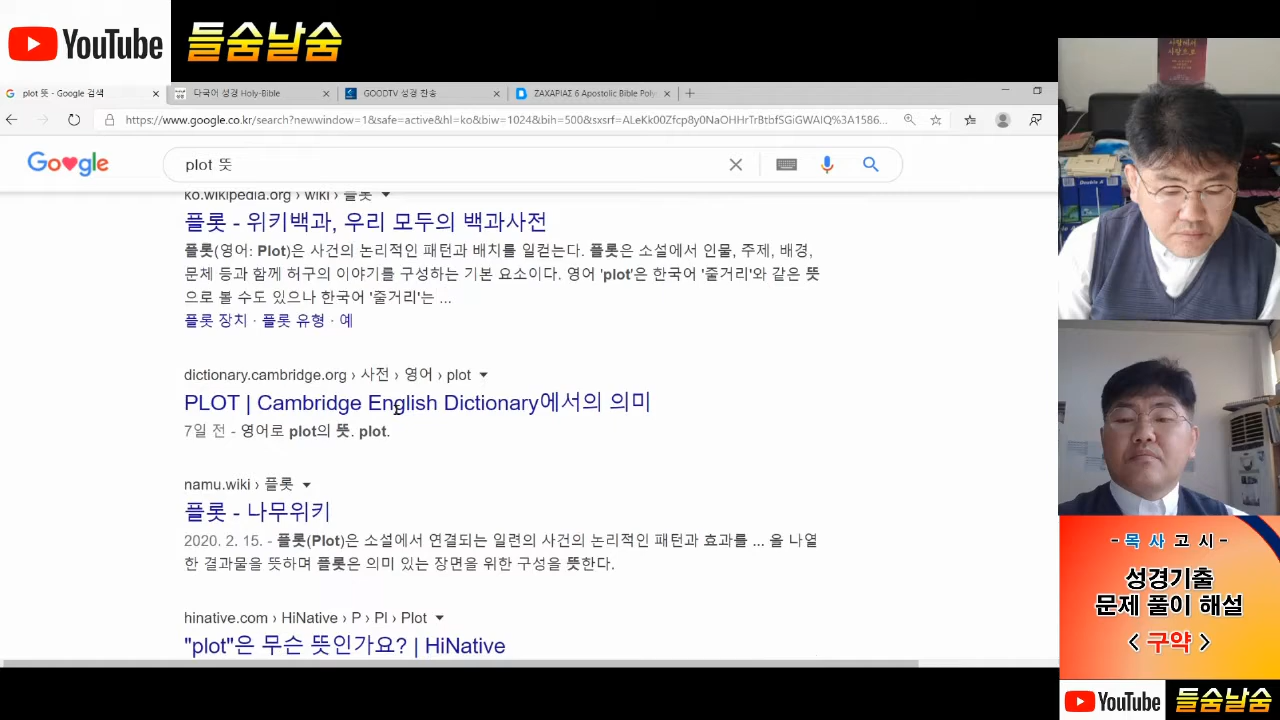 YouTube 들숨날숨
plot 뜻 - Google 검색
다국어 성경 Holy-Bible
GOODTV 성경 찬송
ΖΑΧΑΡΙΑΣ 6 Apostolic Bible Poly
https://www.google.co.kr/search?newwindow=1&safe=active&hl=ko&biw=1024&bih=500&sxsrf=
Google
plot 뜻
ko.wikipedia.org › wiki › 플롯
플롯 - 위키백과, 우리 모두의 백과사전
플롯(영어: Plot)은 사건의 논리적인 패턴과 배치를 일컫는다. 플롯은 소설에서 인물, 주제, 배경,
문체 등과 함께 허구의 이야기를 구성하는 기본 요소이다. 영어 'plot'은 한국어 '줄거리'와 같은 뜻
으로 볼 수도 있으나 한국어 '줄거리'는 ...
플롯 장치 · 플롯 유형 · 예
dictionary.cambridge.org › 사전 › 영어 › plot
PLOT | Cambridge English Dictionary에서의 의미
7일 전 - 영어로 plot의 뜻. plot.
namu.wiki › 플롯
플롯 - 나무위키
2020. 2. 15. - 플롯(Plot)은 소설에서 연결되는 일련의 사건의 논리적인 패턴과 효과를 ... 을 나열
한 결과물을 뜻하며 플롯은 의미 있는 장면을 위한 구성을 뜻한다.
hinative.com › HiNative › P › Pl › Plot
"plot"은 무슨 뜻인가요? | HiNative
사랑에서
사랑으로
- 목 사 고 시 -
성경기출
문제 풀이 해설
< 구약 >
YouTube 들숨날숨